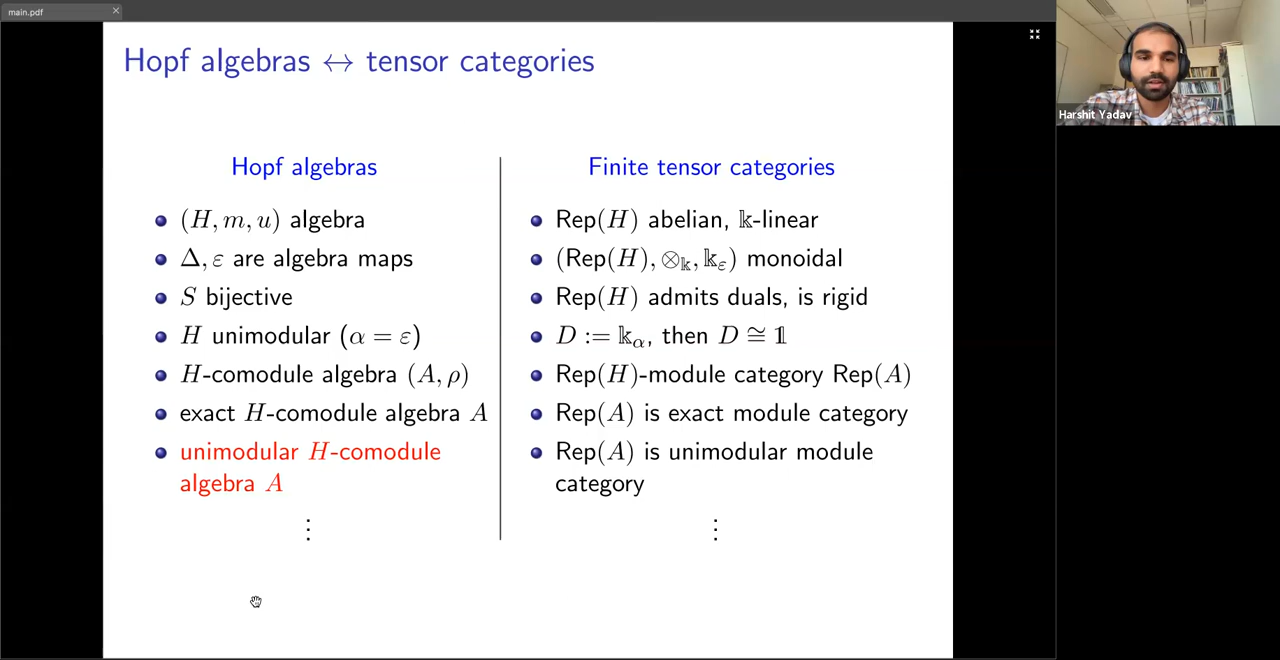 main.pdf
Hopf algebras ↔ tensor categories
Harshit Yadav
Hopf algebras
(H, m, u) algebra
Δ, ε are algebra maps
S bijective
H unimodular (α = ε)
H-comodule algebra (A, ρ)
exact H-comodule algebra A
unimodular H-comodule
algebra A
⋮
Finite tensor categories
Rep(H) abelian, 𝕜-linear
(Rep(H), ⊗_𝕜, 𝕜_ε) monoidal
Rep(H) admits duals, is rigid
D := 𝕜_α, then D ≅ 𝟙
Rep(H)-module category Rep(A)
Rep(A) is exact module category
Rep(A) is unimodular module
category
⋮